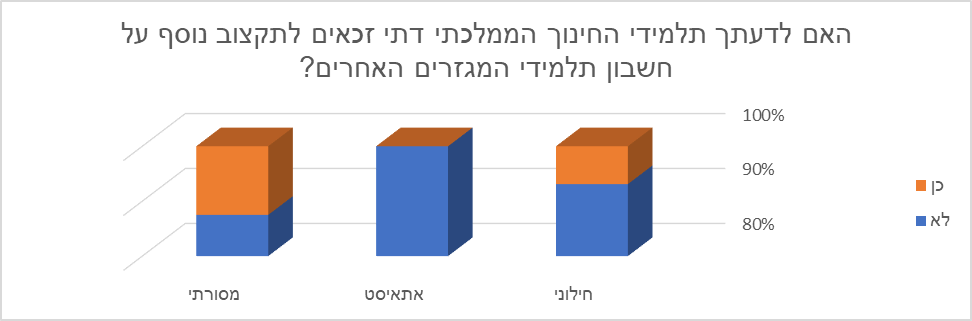 האם לדעתך תלמידי החינוך הממלכתי דתי זכאים לתקצוב נוסף על
חשבון תלמידי המגזרים האחרים?
100%
90%
80%
כן
לא
חילוני
אתאיסט
מסורתי